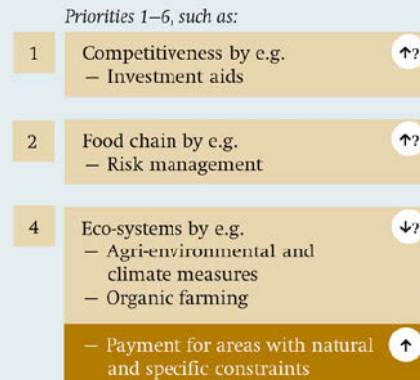 Priorities 1–6, such as:
1
Competitiveness by e.g.
– Investment aids
↑?
2
Food chain by e.g.
– Risk management
↑?
4
Eco-systems by e.g.
– Agri-environmental and
climate measures
– Organic farming
↓?
– Payment for areas with natural
and specific constraints
↑